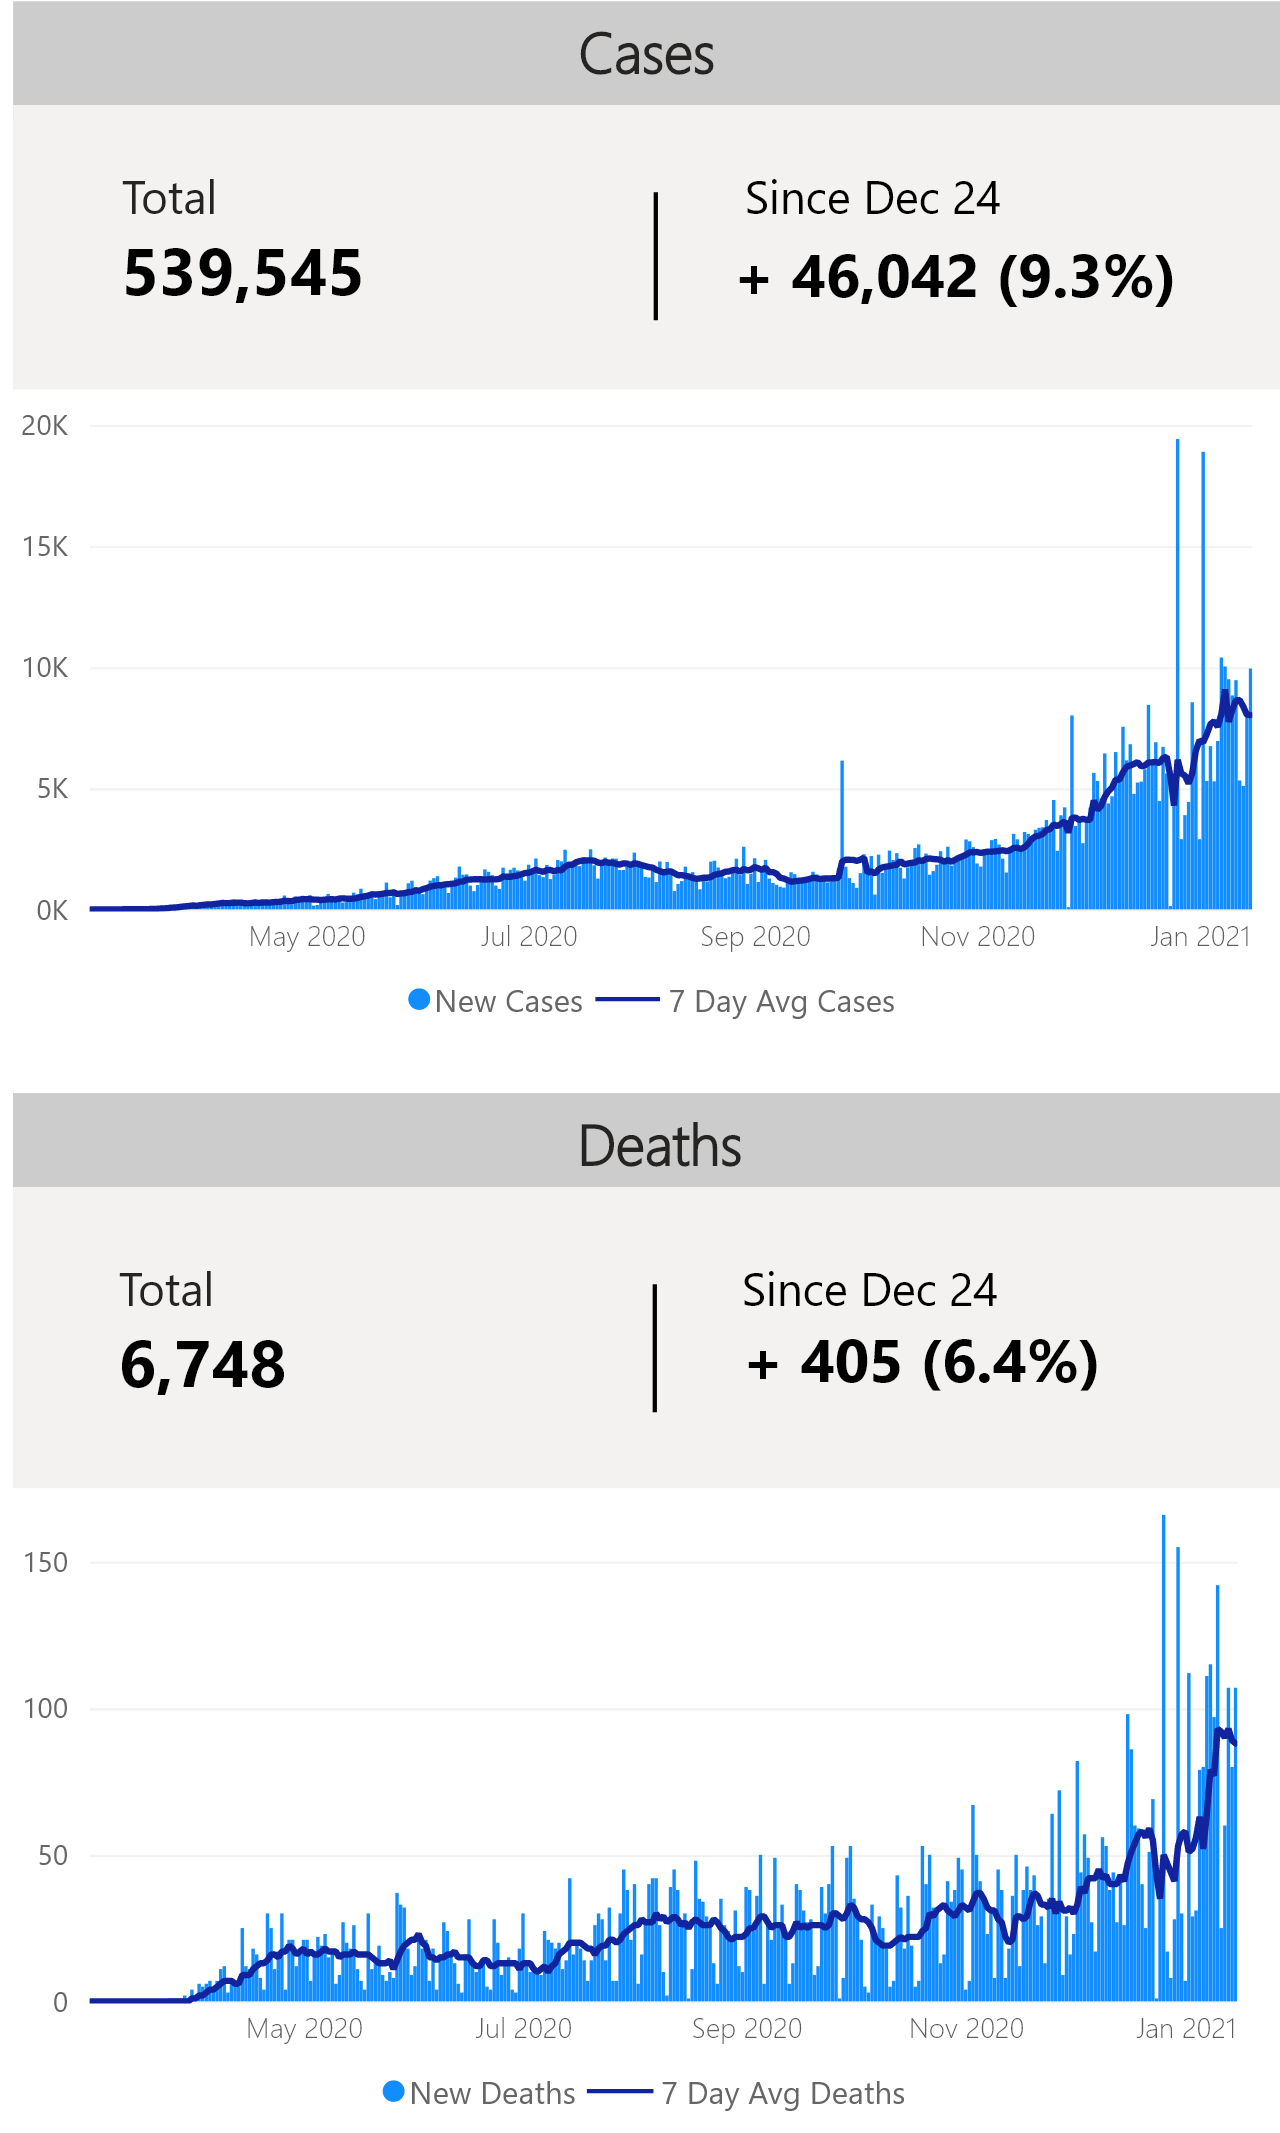 Cases
Total
539,545
Since Dec 24
+ 46,042 (9.3%)
20K
15K
10K
5K
0K
May 2020 Jul 2020 Sep 2020 Nov 2020 Jan 2021
New Cases 7 Day Avg Cases
Deaths
Total
6,748
Since Dec 24
+ 405 (6.4%)
150
100
50
0
May 2020 Jul 2020 Sep 2020 Nov 2020 Jan 2021
New Deaths 7 Day Avg Deaths